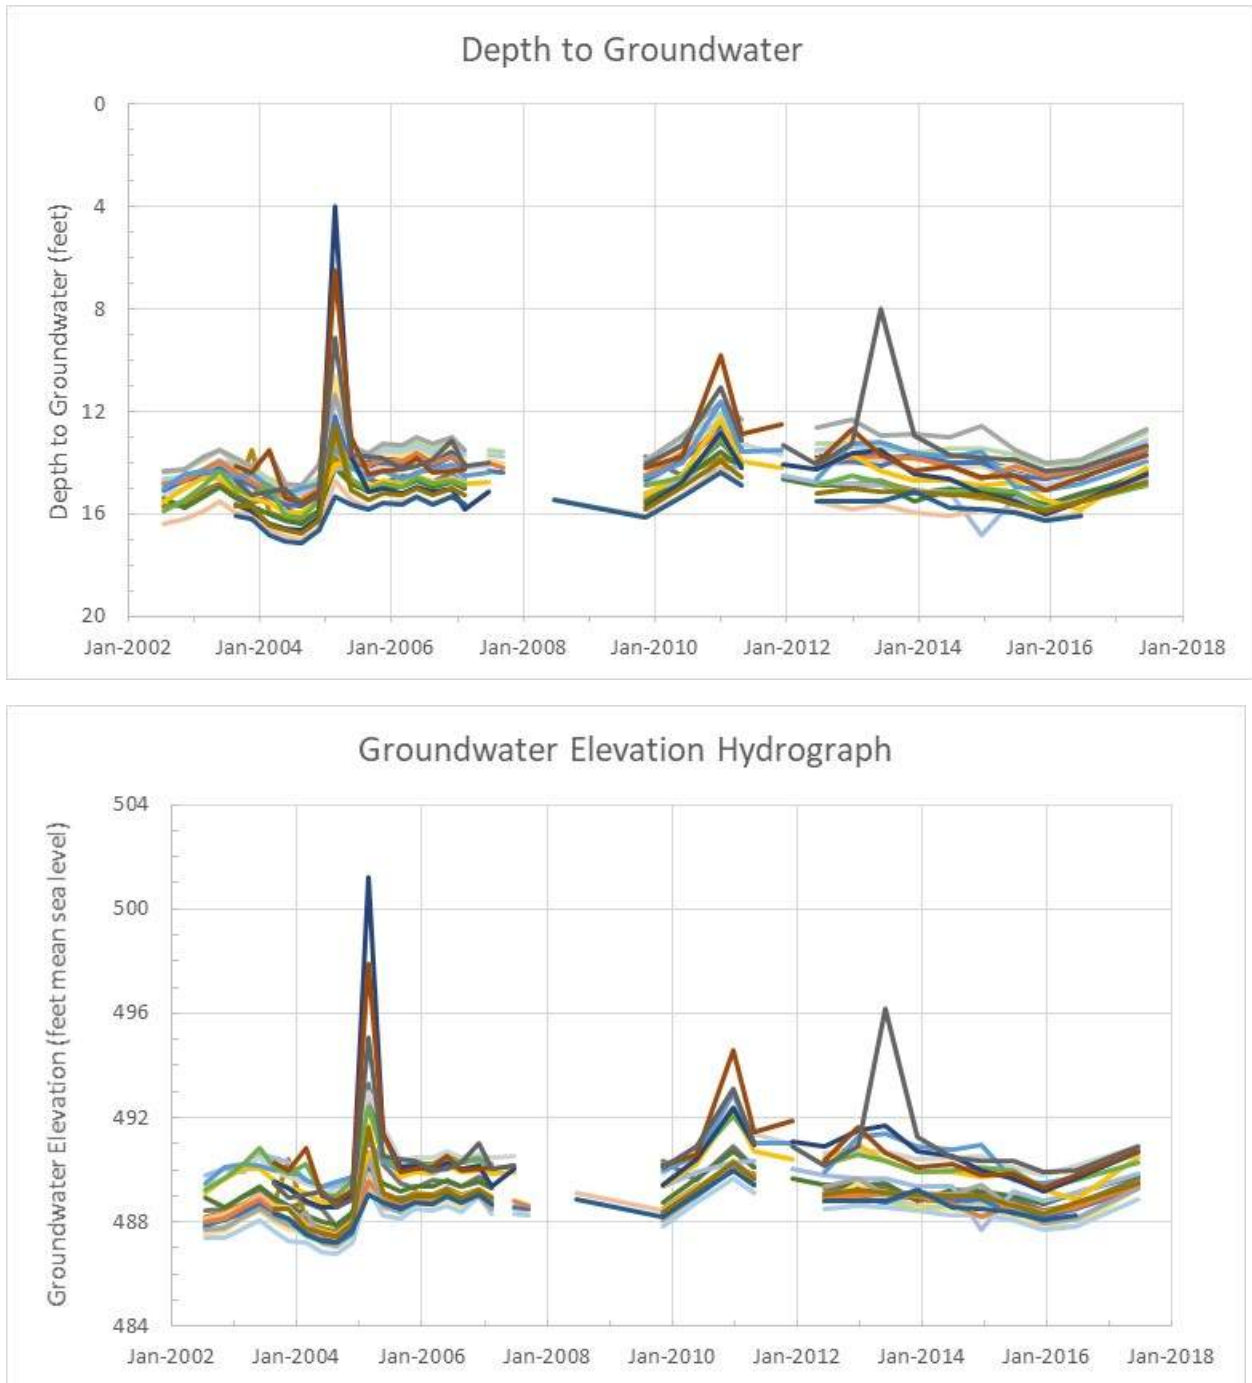 Depth to Groundwater
0
4
8
12
16
20
Depth to Groundwater (feet)
Jan-2002 Jan-2004 Jan-2006 Jan-2008 Jan-2010 Jan-2012 Jan-2014 Jan-2016 Jan-2018
Groundwater Elevation Hydrograph
504
500
496
492
488
484
Groundwater Elevation (feet mean sea level)
Jan-2002 Jan-2004 Jan-2006 Jan-2008 Jan-2010 Jan-2012 Jan-2014 Jan-2016 Jan-2018